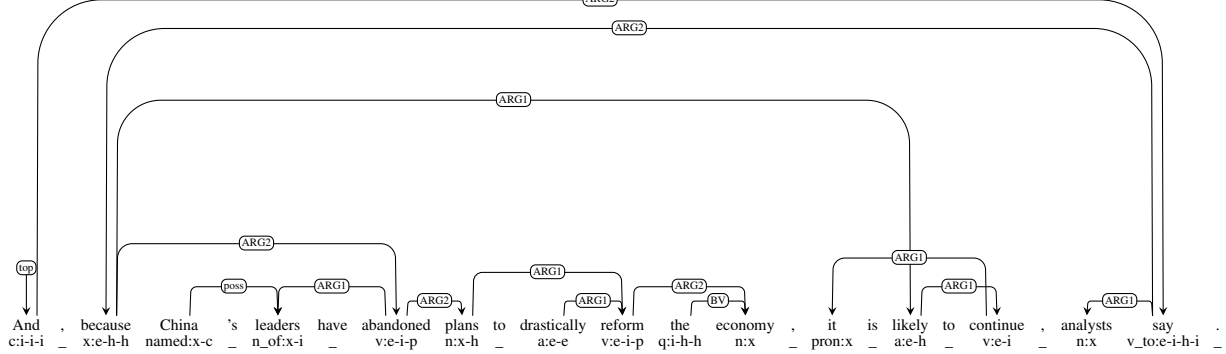 ARG2
ARG2
ARG1
ARG2
top ARG1
poss ARG1 ARG1 ARG2 ARG1
ARG2 ARG1 BV ARG1
And , because China 's leaders have abandoned plans to drastically reform the economy , it is likely to continue , analysts say .
c:i-i-i _ x:e-h-h named:x-c _ n_of:x-i _ v:e-i-p n:x-h _ a:e-e v:e-i-p q:i-h-h n:x _ pron:x _ a:e-h _ v:e-i _ n:x v_to:e-i-h-i _